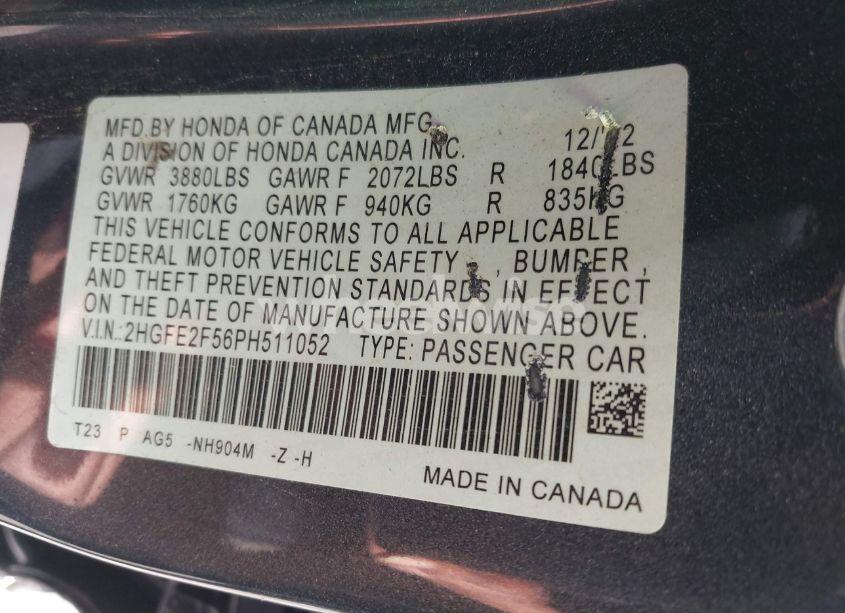 MFD.BY HONDA OF CANADA MFG.
A DIVISION OF HONDA CANADA INC. 12/22
GVWR 3880LBS GAWR F 2072LBS R 1840LBS
GVWR 1760KG GAWR F 940KG R 835KG
THIS VEHICLE CONFORMS TO ALL APPLICABLE
FEDERAL MOTOR VEHICLE SAFETY , BUMPER ,
AND THEFT PREVENTION STANDARDS IN EFFECT
ON THE DATE OF MANUFACTURE SHOWN ABOVE.
V.I.N.:2HGFE2F56PH511052 TYPE: PASSENGER CAR
T23 P AG5 -NH904M -Z -H
MADE IN CANADA